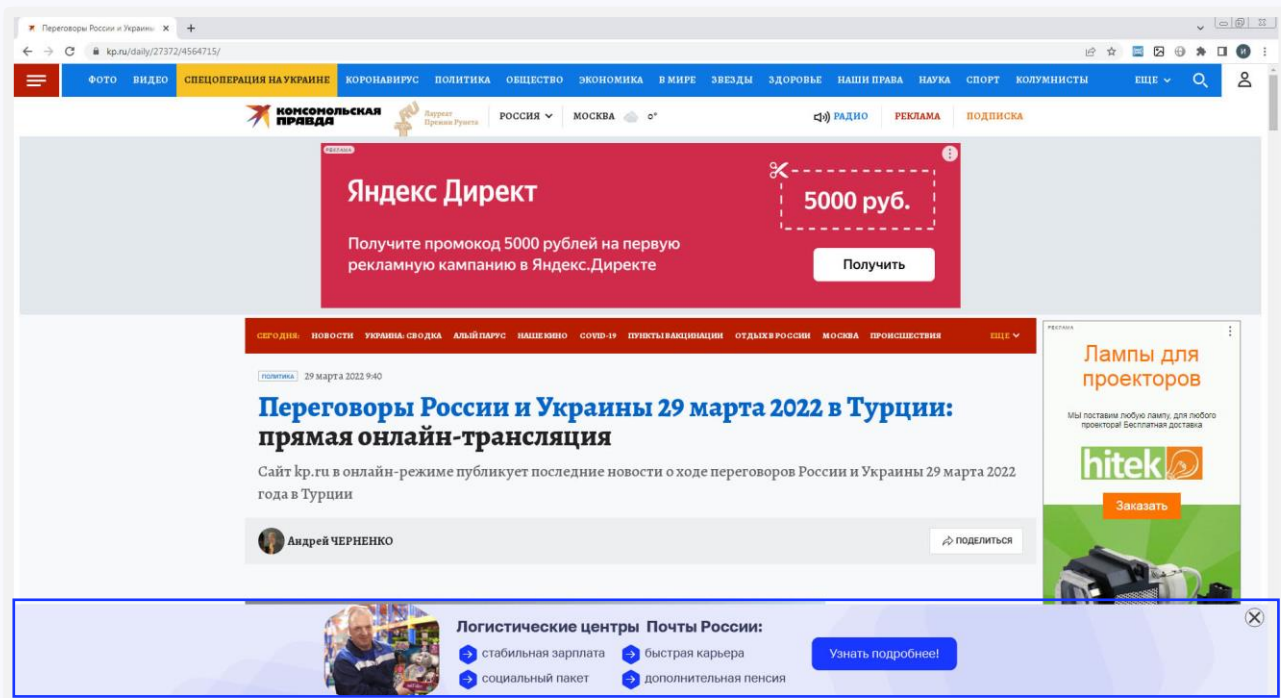 Переговоры России и Украины
kp.ru/daily/27372/4564715/
ФОТО ВИДЕО СПЕЦОПЕРАЦИЯ НА УКРАИНЕ КОРОНАВИРУС ПОЛИТИКА ОБЩЕСТВО ЭКОНОМИКА В МИРЕ ЗВЕЗДЫ ЗДОРОВЬЕ НАШИ ПРАВА НАУКА СПОРТ КОЛУМНИСТЫ ЕЩЕ
КОМСОМОЛЬСКАЯ
ПРАВДА
Лауреат
Премии Рунета
РОССИЯ МОСКВА 0° РАДИО РЕКЛАМА ПОДПИСКА
РЕКЛАМА
Яндекс Директ
5000 руб.
Получите промокод 5000 рублей на первую
рекламную кампанию в Яндекс.Директе
Получить
СЕГОДНЯ: НОВОСТИ УКРАИНА: СВОДКА АЛЫЙ ПАРУС НАШЕ КИНО COVID-19 ПУНКТЫ ВАКЦИНАЦИИ ОТДЫХ В РОССИИ МОСКВА ПРОИСШЕСТВИЯ ЕЩЕ
ПОЛИТИКА 29 марта 2022 9:40
Переговоры России и Украины 29 марта 2022 в Турции:
прямая онлайн-трансляция
Сайт kp.ru в онлайн-режиме публикует последние новости о ходе переговоров России и Украины 29 марта 2022
года в Турции
Андрей ЧЕРНЕНКО
ПОДЕЛИТЬСЯ
РЕКЛАМА
Лампы для
проекторов
МЫ поставим любую лампу, для любого
проектора! Бесплатная доставка
hitek
Заказать
Логистические центры Почты России:
стабильная зарплата быстрая карьера
социальный пакет дополнительная пенсия
Узнать подробнее!